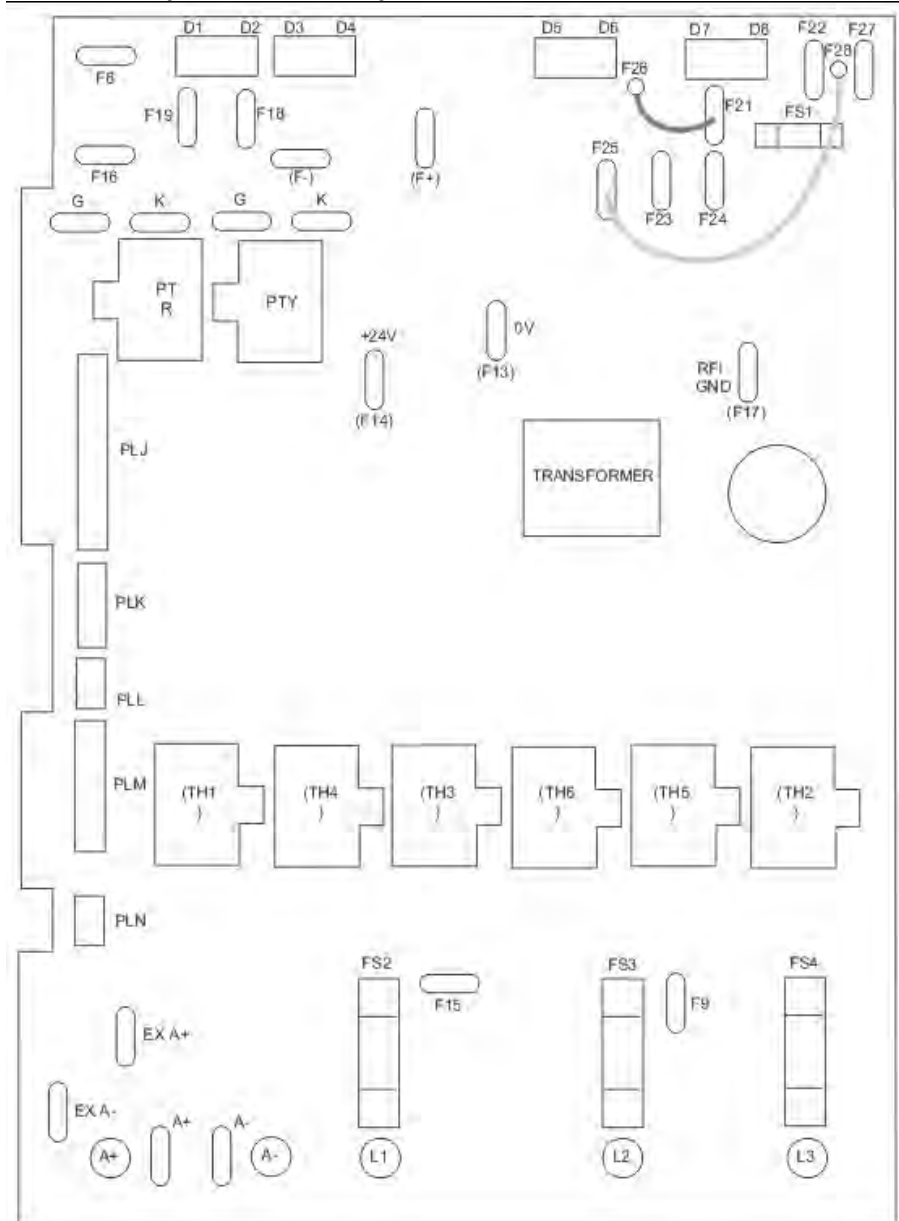 D1 D2 D3 D4 D5 D6 D7 D8 F22 F27
F6 F26 F28
F19 F18 F21 FS1
F16 (F-) (F+) F25 F23 F24
G K G K
PT
R
PTY
+24V 0V
(F14) (F13)
RFI
GND
(F17)
PLJ
TRANSFORMER
PLK
PLL
PLM
(TH1
)
(TH4
)
(TH3
)
(TH6
)
(TH5
)
(TH2
)
PLN
FS2 FS3 FS4
F15 F9
EX A+
EX A-
A+ A-
A+ A- L1 L2 L3